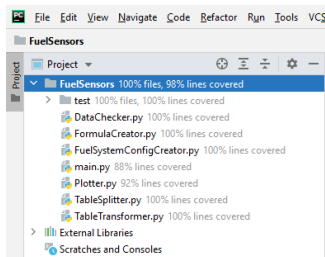 PC File Edit View Navigate Code Refactor Run Tools VCS
FuelSensors
Project
Project
FuelSensors 100% files, 98% lines covered
test 100% files, 100% lines covered
DataChecker.py 100% lines covered
FormulaCreator.py 100% lines covered
FuelSystemConfigCreator.py 100% lines covered
main.py 88% lines covered
Plotter.py 92% lines covered
TableSplitter.py 100% lines covered
TableTransformer.py 100% lines covered
External Libraries
Scratches and Consoles